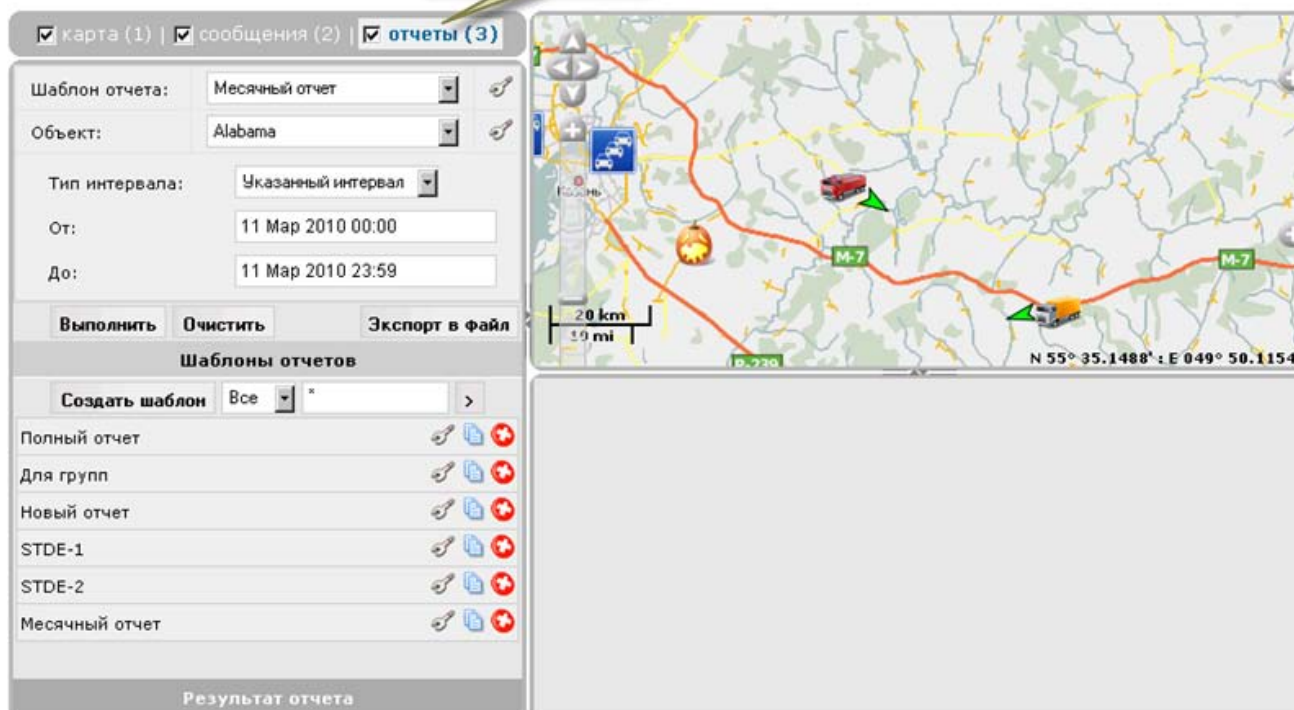 карта (1) | сообщения (2) | отчеты (3)
Шаблон отчета: Месячный отчет
Объект: Alabama
Тип интервала: Указанный интервал
От: 11 Мар 2010 00:00
До: 11 Мар 2010 23:59
Выполнить Очистить Экспорт в файл
Шаблоны отчетов
Создать шаблон Все * >
Полный отчет
Для групп
Новый отчет
STDE-1
STDE-2
Месячный отчет
Результат отчета
Казань
M-7
M-7
20 km
10 mi
P-239
N 55° 35.1488' : E 049° 50.1154